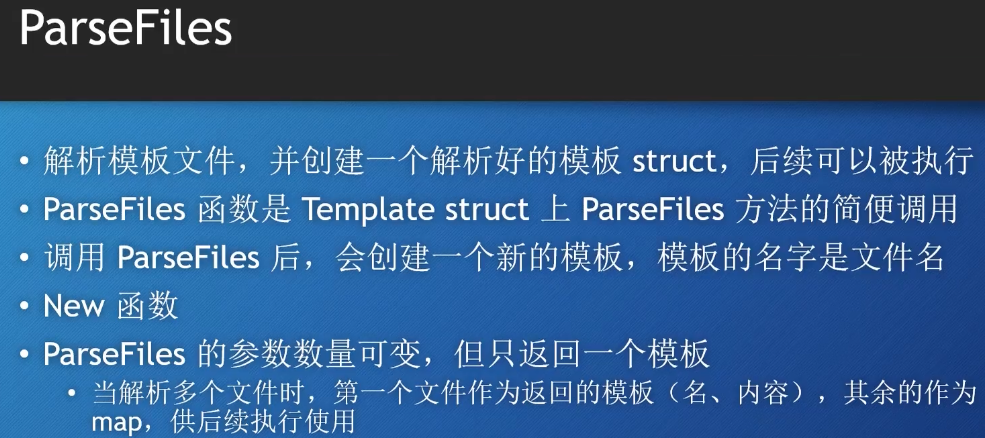 ParseFiles
• 解析模板文件，并创建一个解析好的模板 struct，后续可以被执行
• ParseFiles 函数是 Template struct 上 ParseFiles 方法的简便调用
• 调用 ParseFiles 后，会创建一个新的模板，模板的名字是文件名
• New 函数
• ParseFiles 的参数数量可变，但只返回一个模板
• 当解析多个文件时，第一个文件作为返回的模板（名、内容），其余的作为
map，供后续执行使用